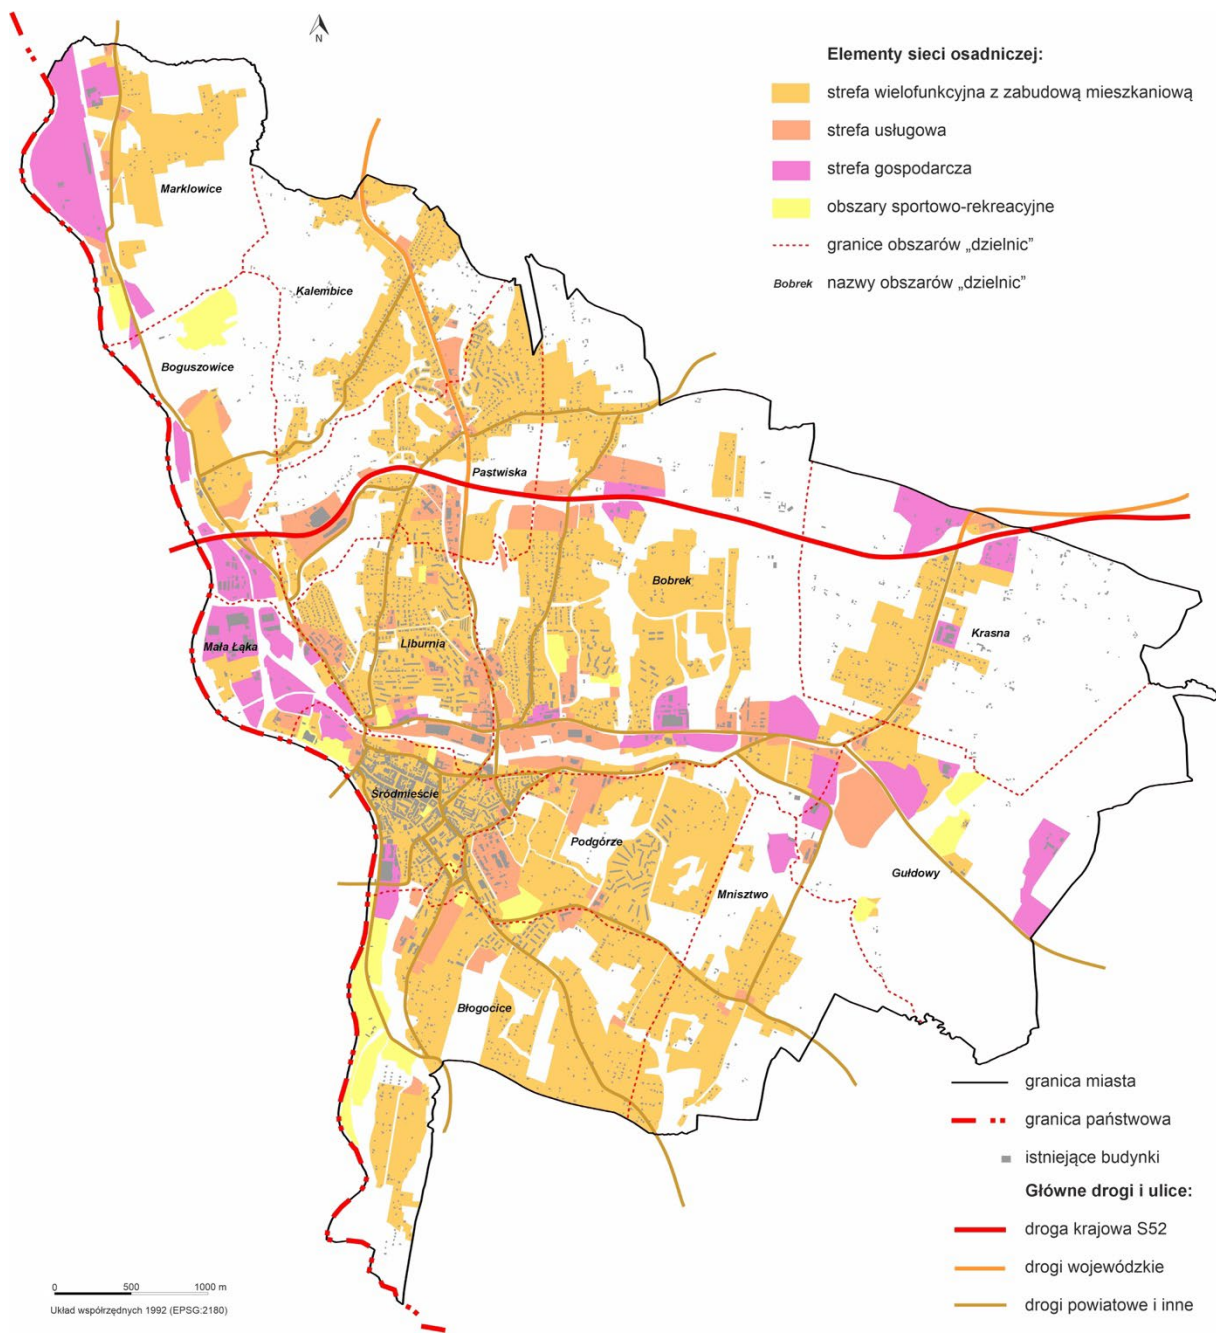 N
Elementy sieci osadniczej:
strefa wielofunkcyjna z zabudową mieszkaniową
strefa usługowa
strefa gospodarcza
obszary sportowo-rekreacyjne
granice obszarów „dzielnic”
Bobrek nazwy obszarów „dzielnic”
Marklowice
Kalembice
Boguszowice
Pastwiska
Bobrek
Krasna
Liburnia
Mała Łąka
Śródmieście
Podgórze
Gułdowy
Mnisztwo
Błogocice
granica miasta
granica państwowa
istniejące budynki
Główne drogi i ulice:
droga krajowa S52
drogi wojewódzkie
drogi powiatowe i inne
0 500 1000 m
Układ współrzędnych 1992 (EPSG:2180)